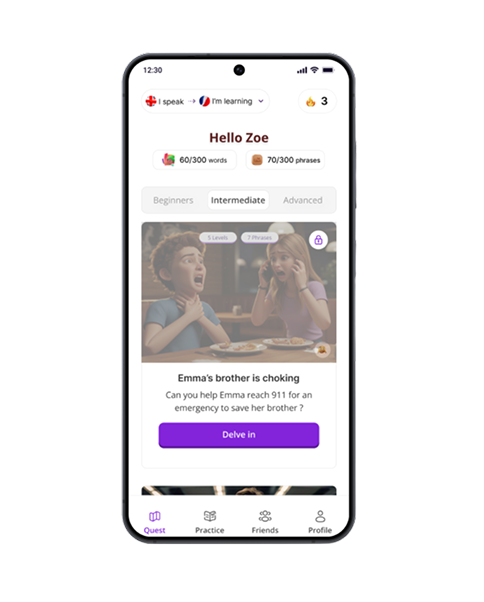 12:30
I speak → I'm learning
3
Hello Zoe
60/300 words 70/300 phrases
Beginners Intermediate Advanced
5 Levels 7 Phrases
Emma's brother is choking
Can you help Emma reach 911 for an
emergency to save her brother ?
Delve in
Quest Practice Friends Profile